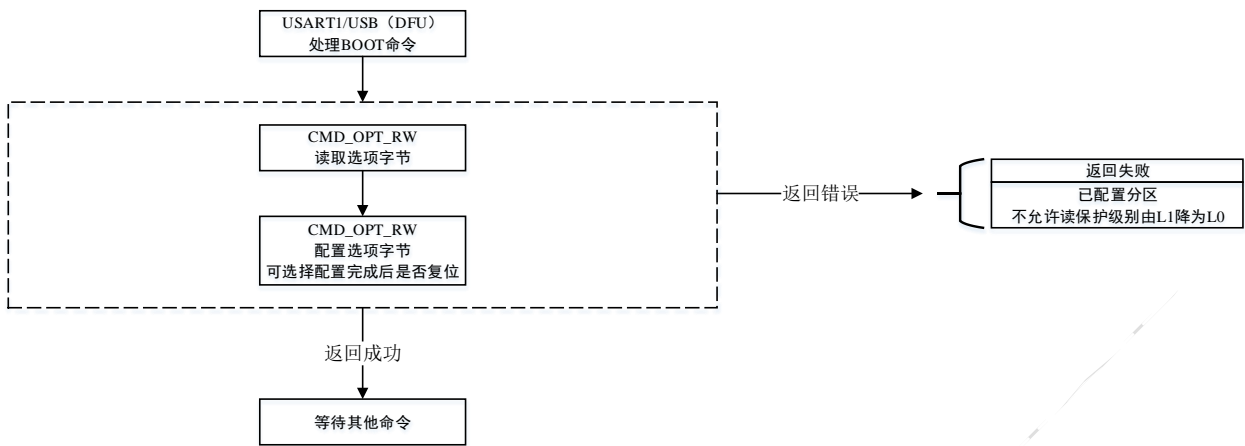 USART1/USB（DFU）
处理BOOT命令
CMD_OPT_RW
读取选项字节
CMD_OPT_RW
配置选项字节
可选择配置完成后是否复位
返回错误
返回失败
已配置分区
不允许读保护级别由L1降为L0
返回成功
等待其他命令